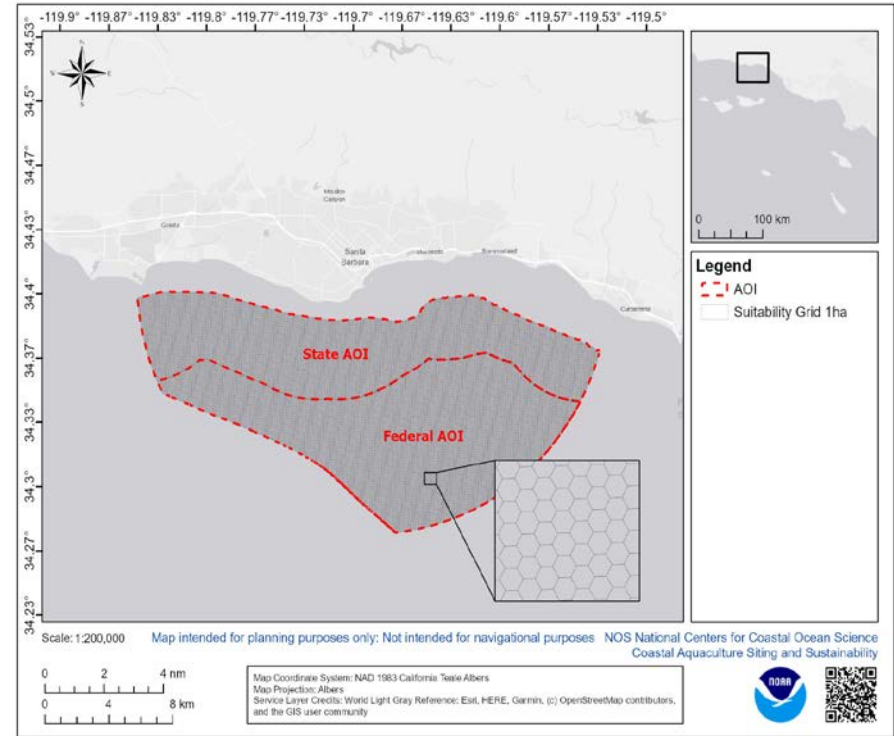 -119.9° -119.87° -119.83° -119.8° -119.77° -119.73° -119.7° -119.67° -119.63° -119.6° -119.57° -119.53° -119.5°
34.53°
34.5°
34.47°
34.43°
34.4°
34.37°
34.33°
34.3°
34.27°
34.23°
N
E
S
Mission
Canyon
Goleta
Santa
Barbara
Montecito
Summerland
Carpinteria
State AOI
Federal AOI
0 100 km
Legend
AOI
Suitability Grid 1ha
Scale: 1:200,000
Map intended for planning purposes only: Not intended for navigational purposes
NOS National Centers for Coastal Ocean Science
Coastal Aquaculture Siting and Sustainability
0 2 4 nm
0 4 8 km
Map Coordinate System: NAD 1983 California Teale Albers
Map Projection: Albers
Service Layer Credits: World Light Gray Reference: Esri, HERE, Garmin, (c) OpenStreetMap contributors,
and the GIS user community
NOAA